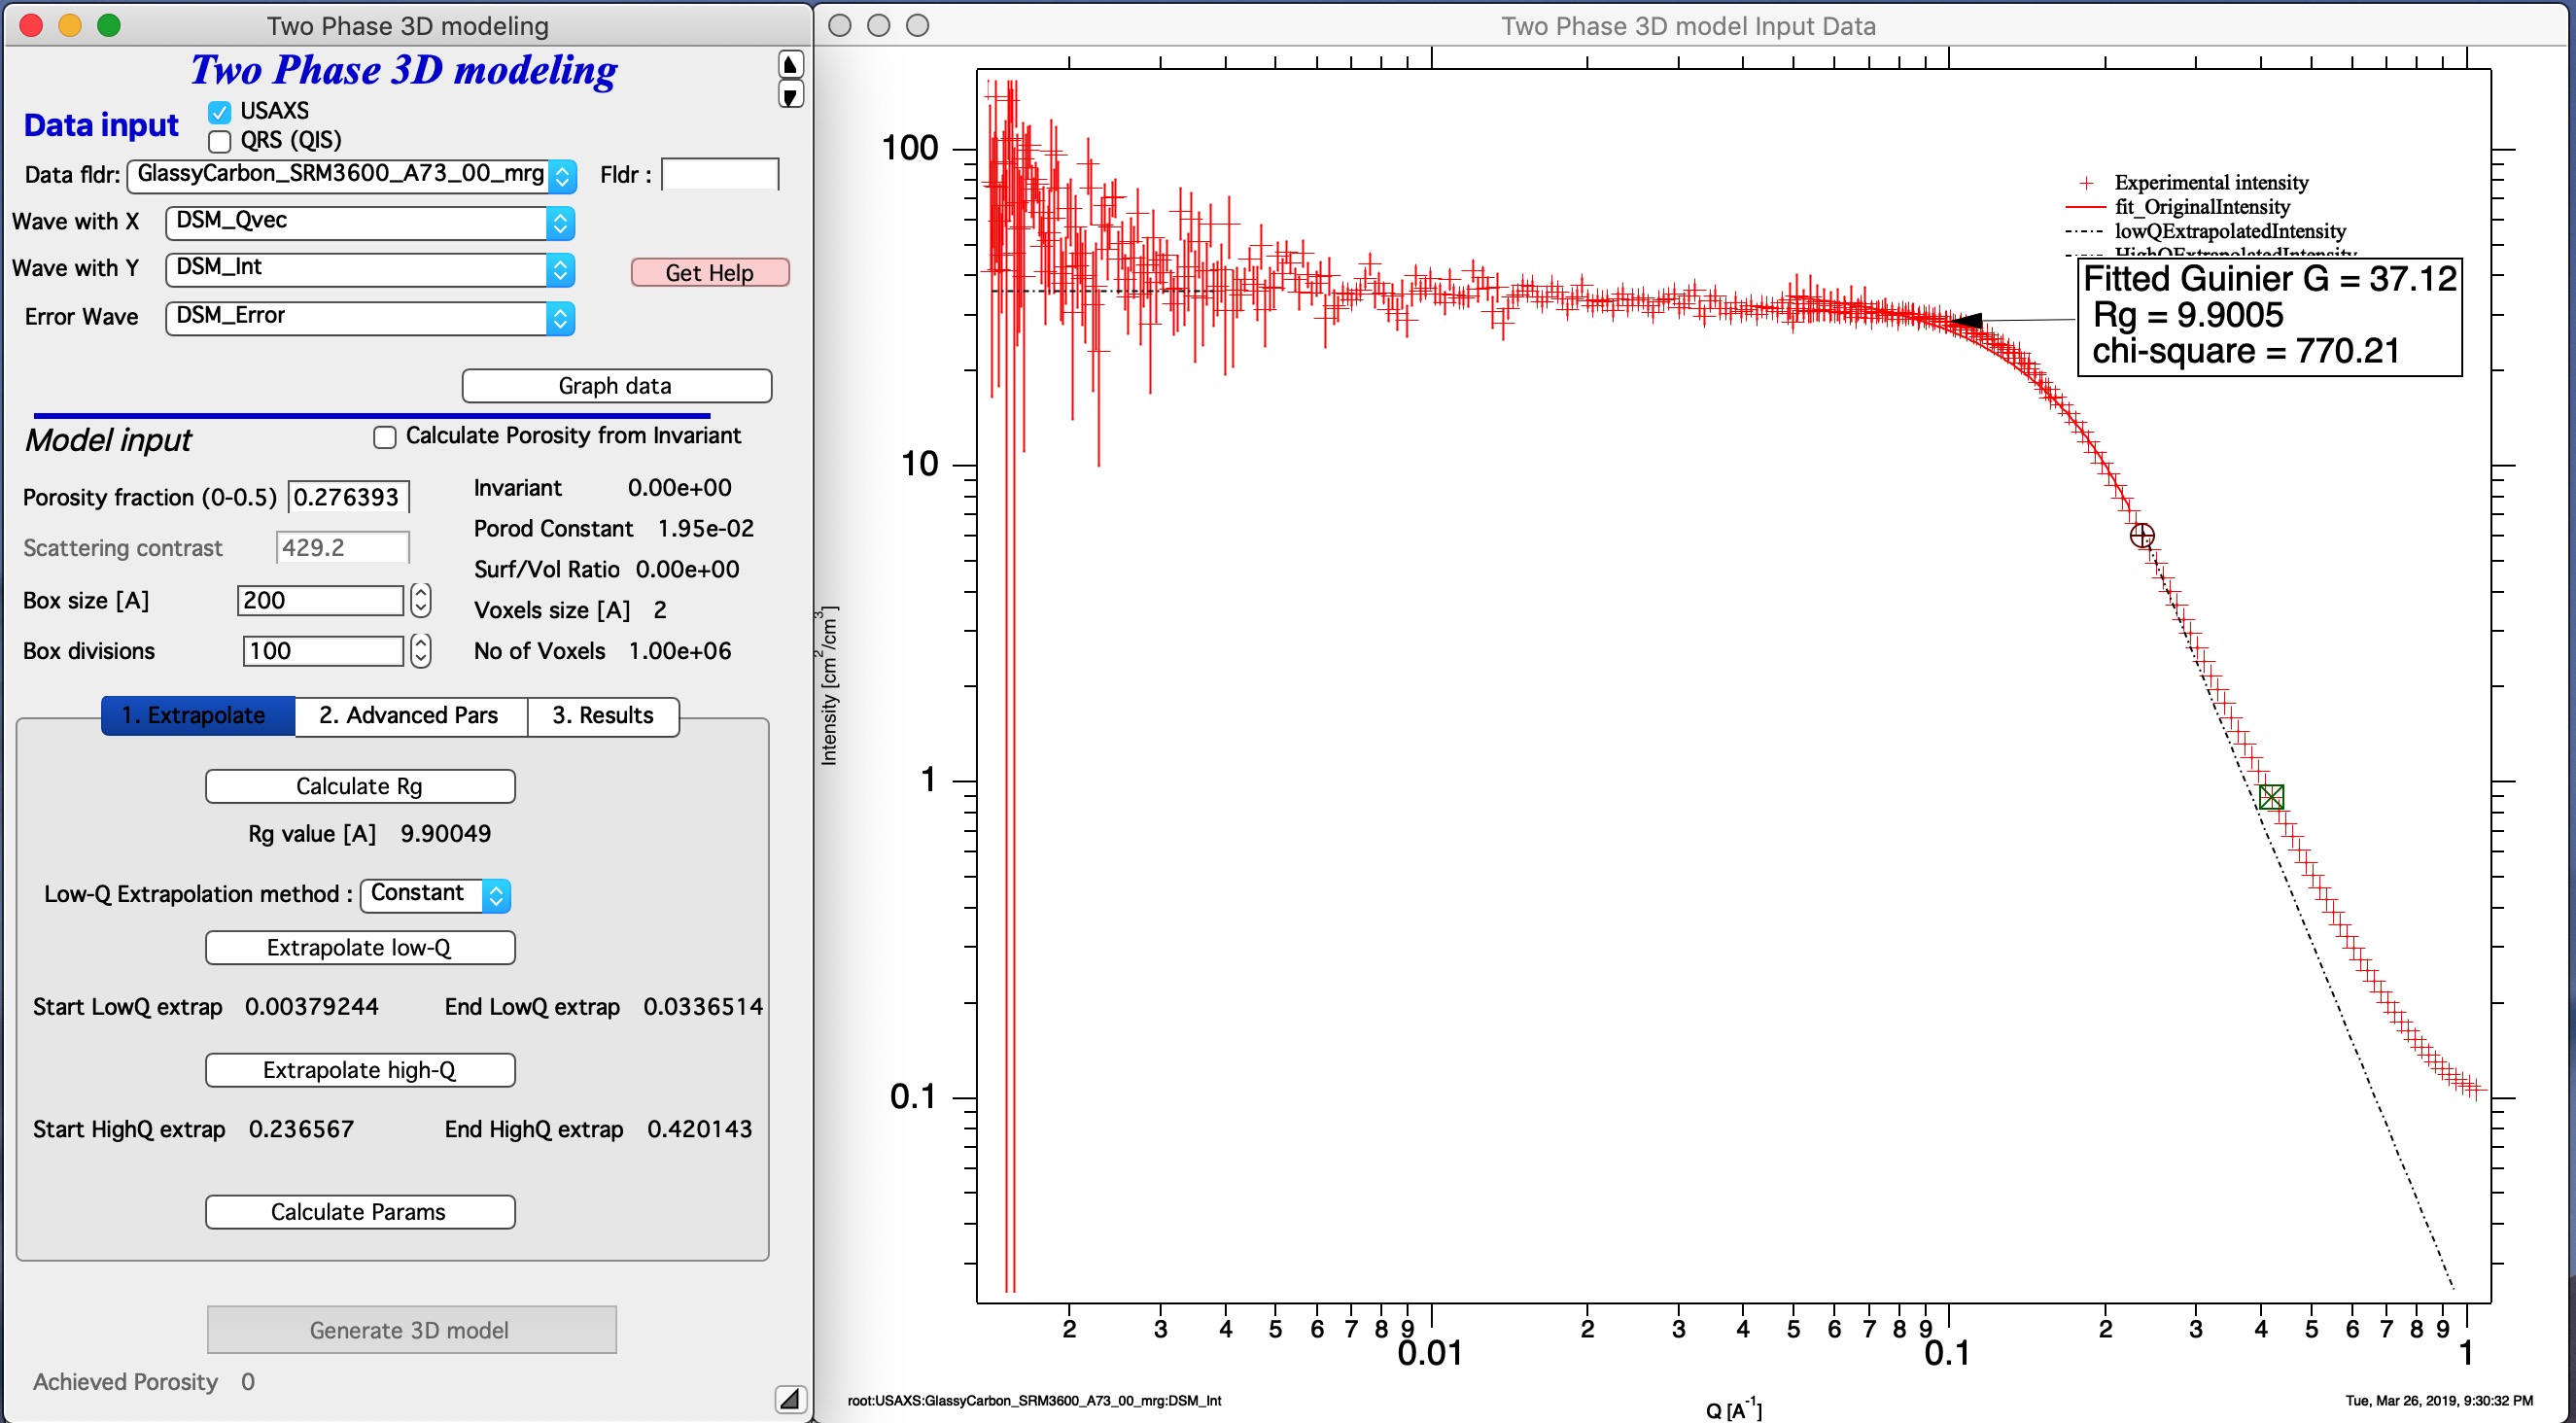 Two Phase 3D modeling
Two Phase 3D modeling
Data input
USAXS
QRS (QIS)
Data fldr: GlassyCarbon_SRM3600_A73_00_mrg Fldr :
Wave with X DSM_Qvec
Wave with Y DSM_Int
Get Help
Error Wave DSM_Error
Graph data
Model input
Calculate Porosity from Invariant
Porosity fraction (0-0.5) 0.276393
Invariant 0.00e+00
Scattering contrast 429.2
Porod Constant 1.95e-02
Surf/Vol Ratio 0.00e+00
Box size [A] 200
Voxels size [A] 2
Box divisions 100
No of Voxels 1.00e+06
1. Extrapolate 2. Advanced Pars 3. Results
Calculate Rg
Rg value [A] 9.90049
Low-Q Extrapolation method : Constant
Extrapolate low-Q
Start LowQ extrap 0.00379244 End LowQ extrap 0.0336514
Extrapolate high-Q
Start HighQ extrap 0.236567 End HighQ extrap 0.420143
Calculate Params
Generate 3D model
Achieved Porosity 0
Two Phase 3D model Input Data
Experimental intensity
fit_OriginalIntensity
lowQExtrapolatedIntensity
HighQExtrapolatedIntensity
Fitted Guinier G = 37.12
Rg = 9.9005
chi-square = 770.21
100
10
1
0.1
Intensity [cm²/cm³]
2 3 4 5 6 7 8 9 2 3 4 5 6 7 8 9 2 3 4 5 6 7 8 9
0.01 0.1 1
Q [A⁻¹]
root:USAXS:GlassyCarbon_SRM3600_A73_00_mrg:DSM_Int
Tue, Mar 26, 2019, 9:30:32 PM